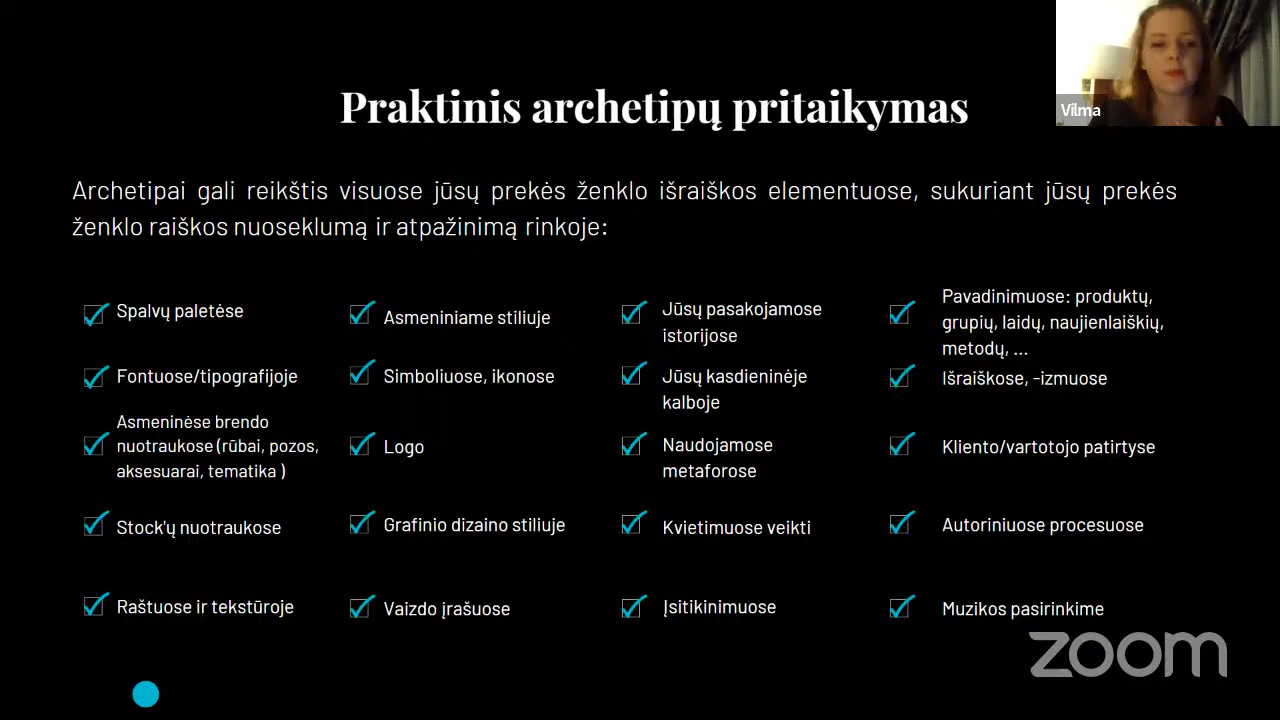 Praktinis archetipų pritaikymas
Vilma
Archetipai gali reikštis visuose jūsų prekės ženklo išraiškos elementuose, sukuriant jūsų prekės
ženklo raiškos nuoseklumą ir atpažinimą rinkoje:
Spalvų paletėse
Fontuose/tipografijoje
Asmeninėse brendo
nuotraukose (rūbai, pozos,
aksesuarai, tematika )
Stock'ų nuotraukose
Raštuose ir tekstūroje
Asmeniniame stiliuje
Simboliuose, ikonose
Logo
Grafinio dizaino stiliuje
Vaizdo įrašuose
Jūsų pasakojamose
istorijose
Jūsų kasdieninėje
kalboje
Naudojamose
metaforose
Kvietimuose veikti
Įsitikinimuose
Pavadinimuose: produktų,
grupių, laidų, naujienlaiškių,
metodų, ...
Išraiškose, -izmuose
Kliento/vartotojo patirtyse
Autoriniuose procesuose
Muzikos pasirinkime
zoom